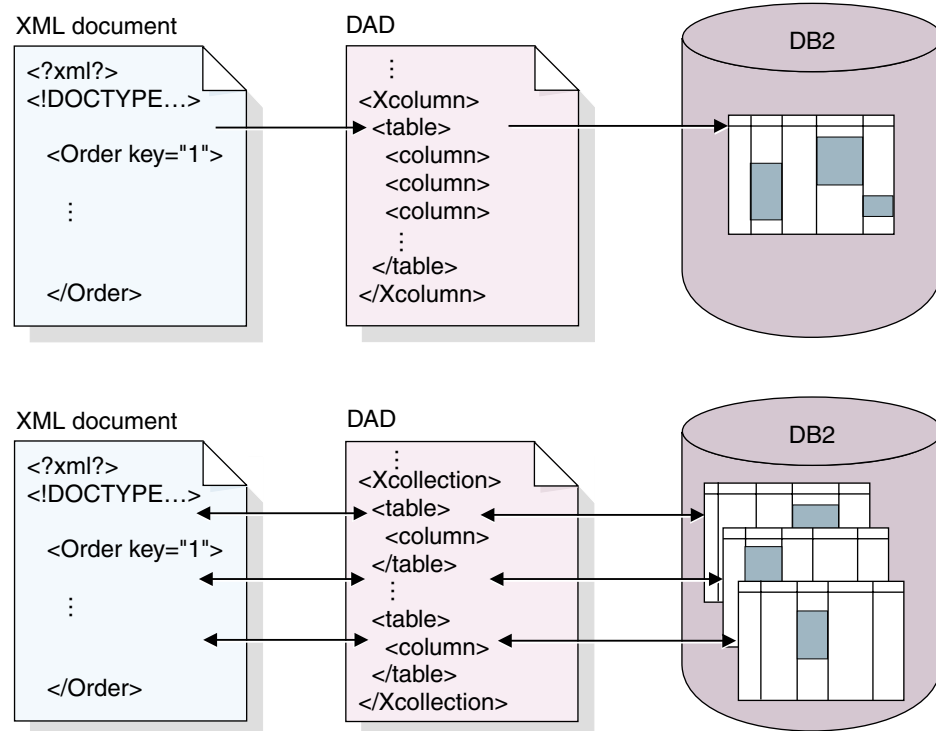 XML document
<?xml?>
<!DOCTYPE…>
<Order key="1">
⋮
</Order>
DAD
⋮
<Xcolumn>
<table>
<column>
<column>
<column>
⋮
</table>
</Xcolumn>
DB2
XML document
<?xml?>
<!DOCTYPE…>
<Order key="1">
⋮
</Order>
DAD
⋮
<Xcollection>
<table>
<column>
</table>
⋮
<table>
<column>
</table>
</Xcollection>
DB2